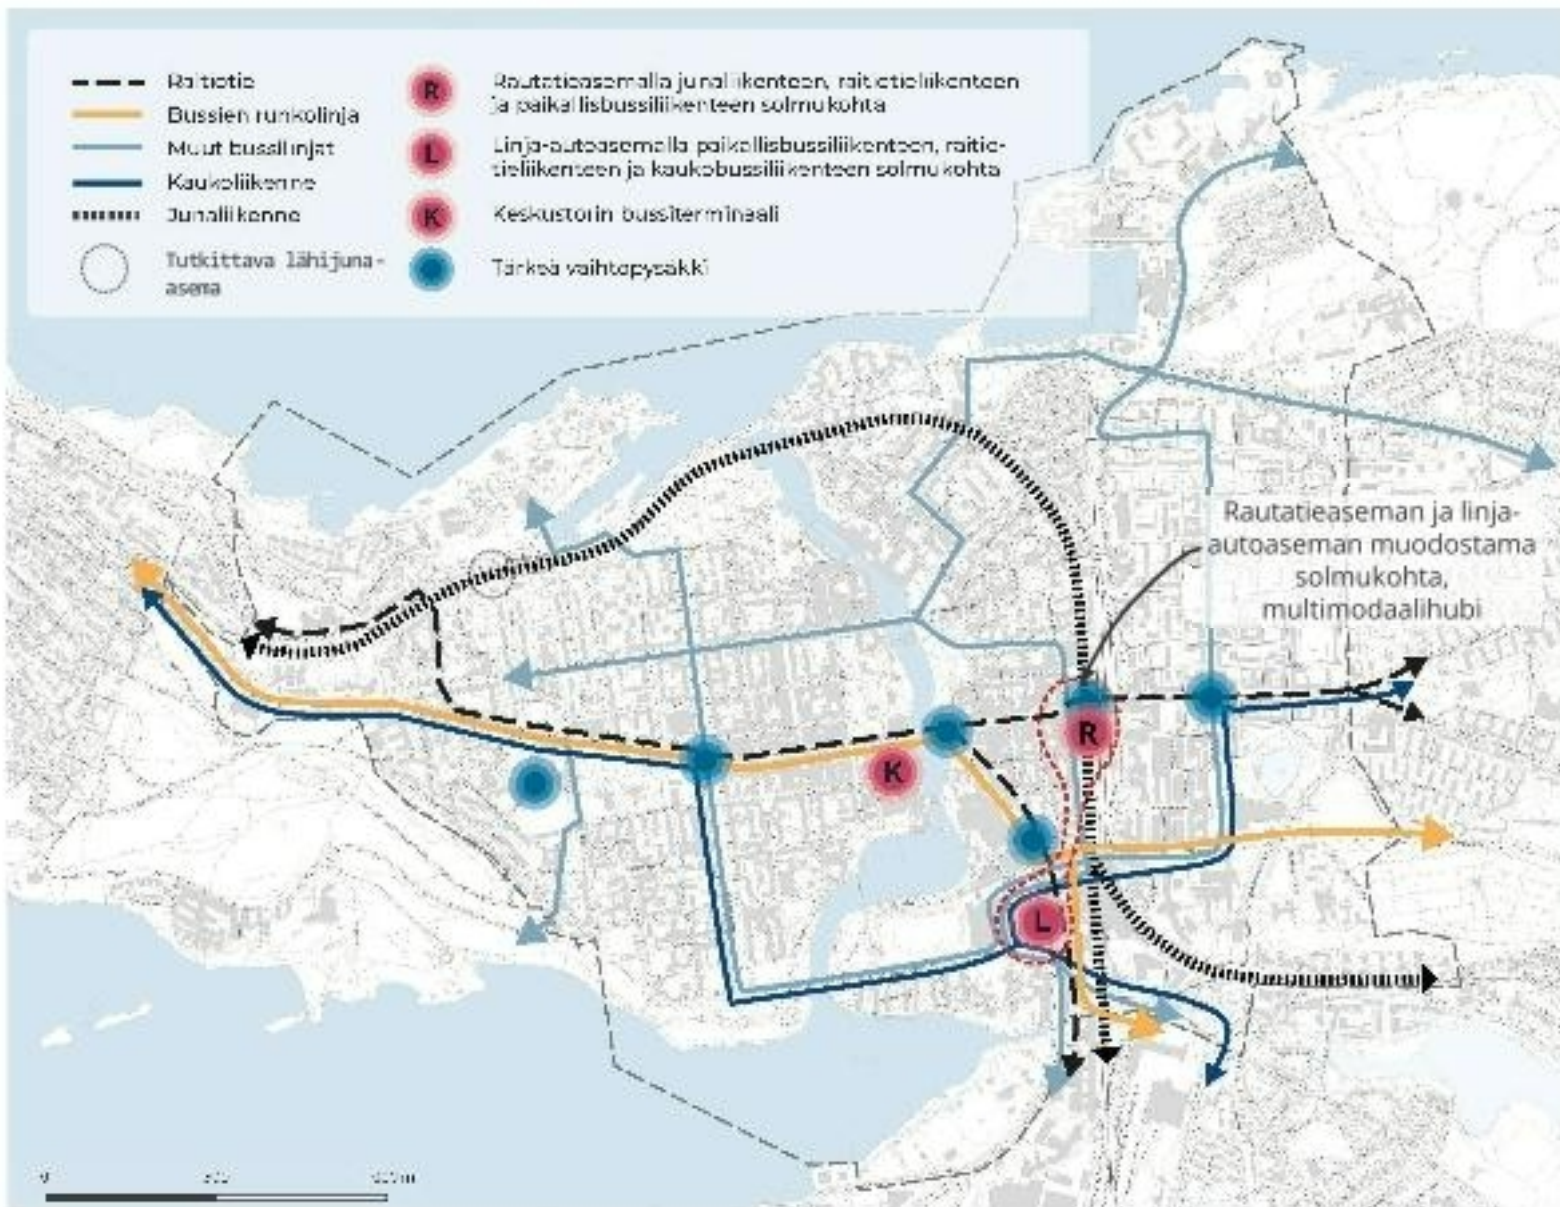 Raitiotie
Bussien runkolinja
Muut bussilinjat
Kaukoliikenne
Junaliikenne
Tutkittava lähijuna-
asema
R
Rautatieasemalla junaliikenteen, raitiotieliikenteen
ja paikallisbussiliikenteen solmukohta
L
Linja-autoasemalla paikallisbussiliikenteen, raitio-
tieliikenteen ja kaukobussiliikenteen solmukohta
K
Keskustorin bussiterminaali
Tärkeä vaihtopysäkki
Rautatieaseman ja linja-
autoaseman muodostama
solmukohta,
multimodaalihubi
R
K
L
0